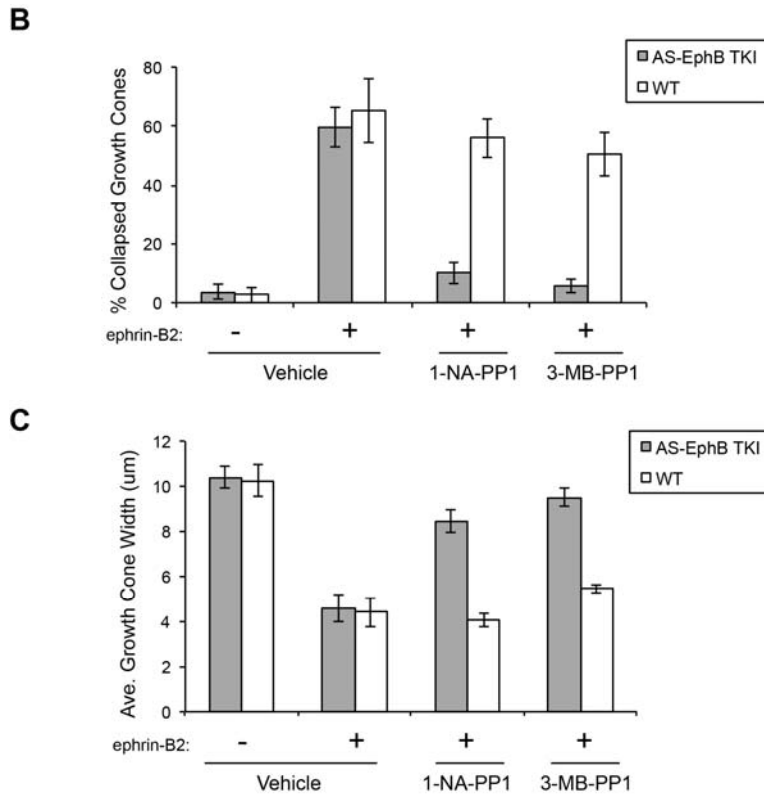 B
AS-EphB TKI
WT
% Collapsed Growth Cones
80
60
40
20
0
ephrin-B2: - + + +
Vehicle 1-NA-PP1 3-MB-PP1
C
AS-EphB TKI
WT
Ave. Growth Cone Width (um)
12
10
8
6
4
2
0
ephrin-B2: - + + +
Vehicle 1-NA-PP1 3-MB-PP1